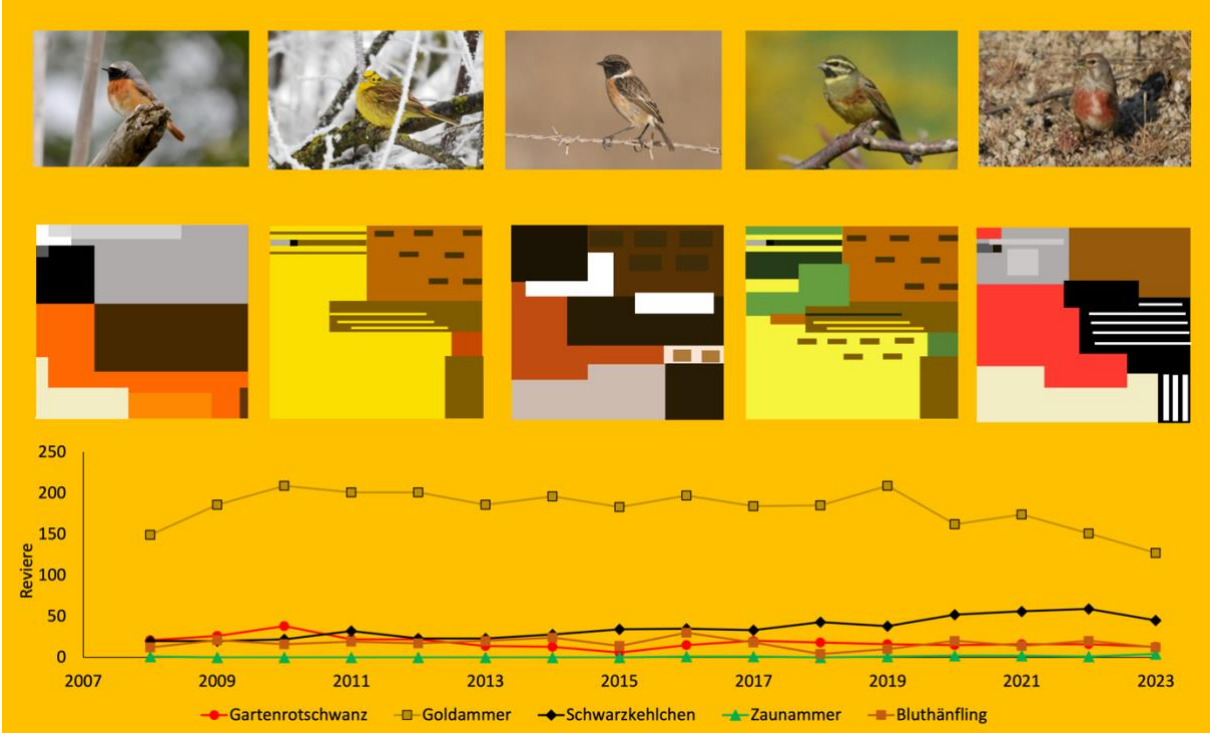 250
200
150
100
50
0
Reviere
2007 2009 2011 2013 2015 2017 2019 2021 2023
Gartenrotschwanz Goldammer Schwarzkehlchen Zaunammer Bluthänfling